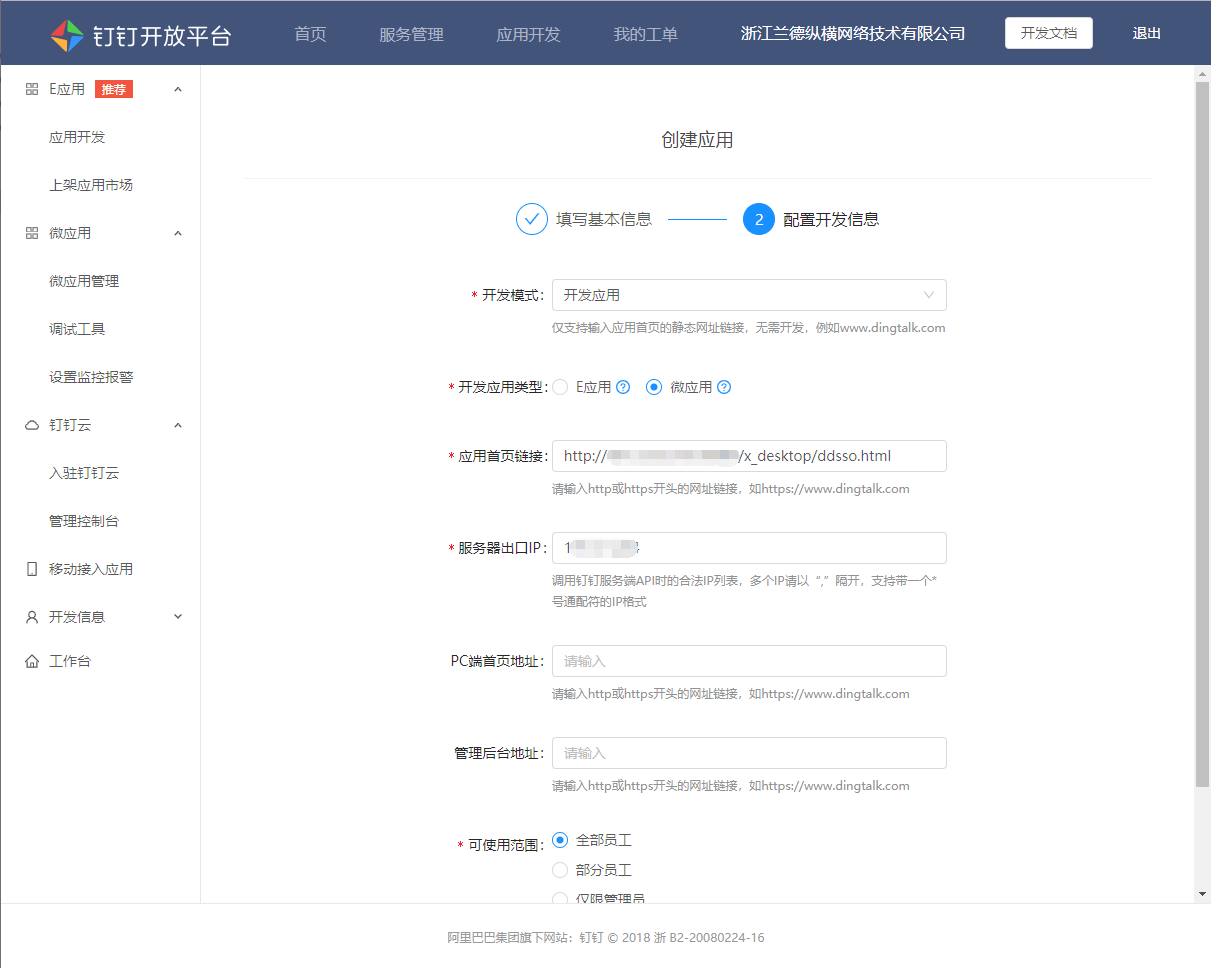 钉钉开放平台 首页 服务管理 应用开发 我的工单 浙江兰德纵横网络技术有限公司 开发文档 退出
E应用 推荐
应用开发
上架应用市场
微应用
微应用管理
调试工具
设置监控报警
钉钉云
入驻钉钉云
管理控制台
移动接入应用
开发信息
工作台
创建应用
填写基本信息 2 配置开发信息
* 开发模式: 开发应用
仅支持输入应用首页的静态网址链接，无需开发，例如www.dingtalk.com
* 开发应用类型: E应用 ? 微应用 ?
* 应用首页链接: http:// /x_desktop/ddsso.html
请输入http或https开头的网址链接，如https://www.dingtalk.com
* 服务器出口IP: 1
调用钉钉服务端API时的合法IP列表，多个IP请以“,”隔开，支持带一个*
号通配符的IP格式
PC端首页地址: 请输入
请输入http或https开头的网址链接，如https://www.dingtalk.com
管理后台地址: 请输入
请输入http或https开头的网址链接，如https://www.dingtalk.com
* 可使用范围: 全部员工
部分员工
仅限管理员
阿里巴巴集团旗下网站：钉钉 © 2018 浙 B2-20080224-16